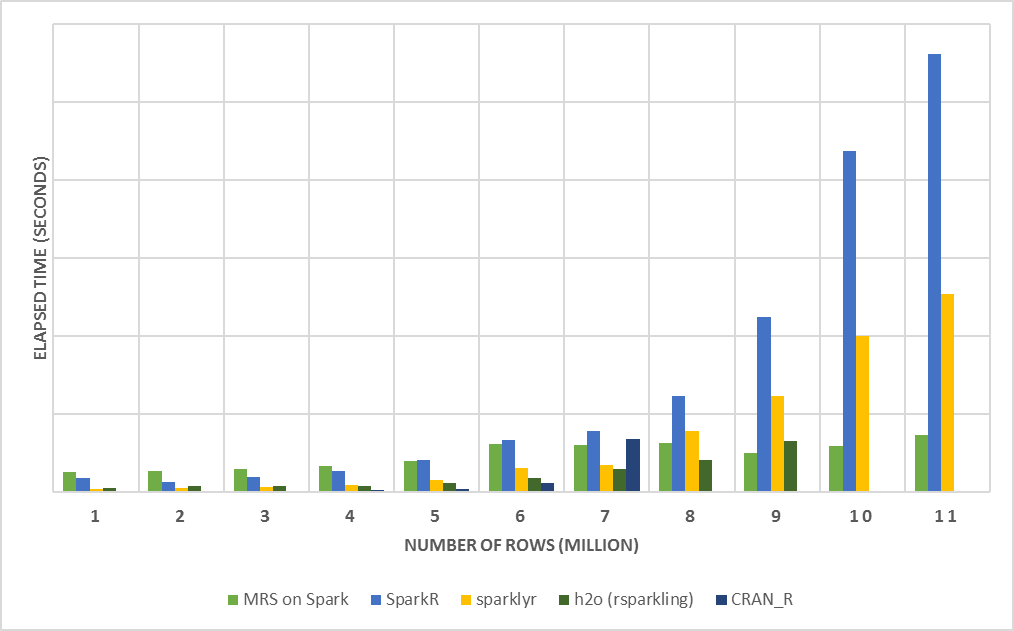 ELAPSED TIME (SECONDS)
1 2 3 4 5 6 7 8 9 10 11
NUMBER OF ROWS (MILLION)
MRS on Spark SparkR sparklyr h2o (rsparkling) CRAN_R